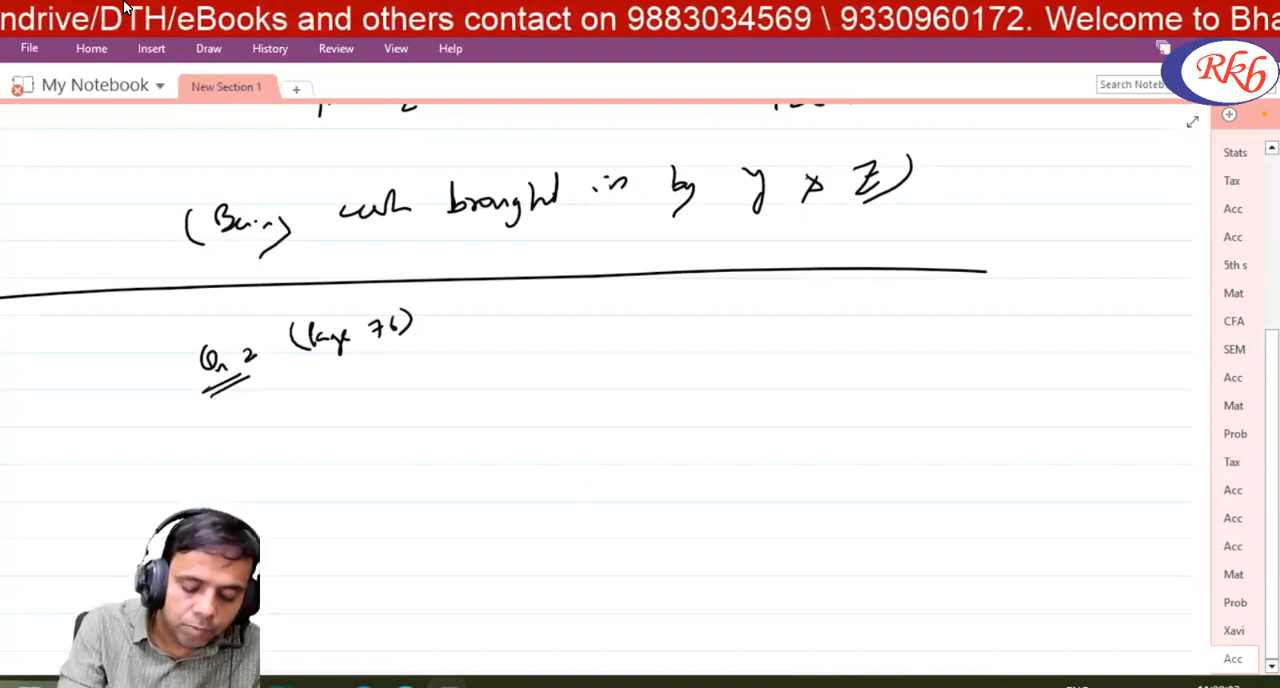 ndrive/DTH/eBooks and others contact on 9883034569 \ 9330960172. Welcome to Bha
File Home Insert Draw History Review View Help
Rkb
My Notebook New Section 1 + Search Noteb
(Being cash brought in by Y & Z)
Qn 2 (Page 76)
Stats
Tax
Acc
Acc
5th s
Mat
CFA
SEM
Acc
Mat
Prob
Tax
Acc
Acc
Acc
Mat
Prob
Xavi
Acc